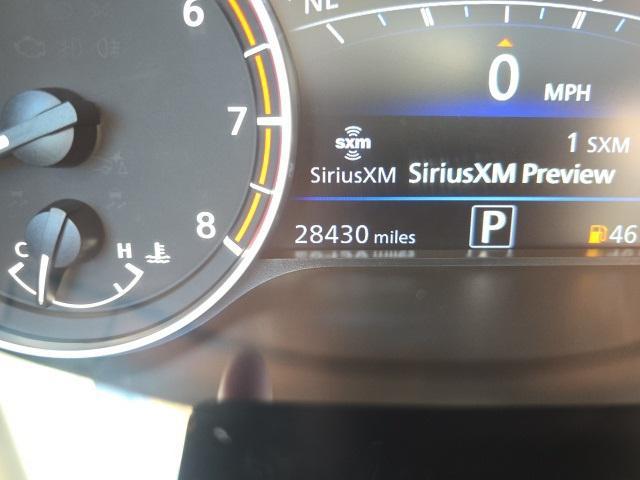 6
NE
0 MPH
7
sxm
1 SXM
SiriusXM SiriusXM Preview
8
28430 miles P 46
C H